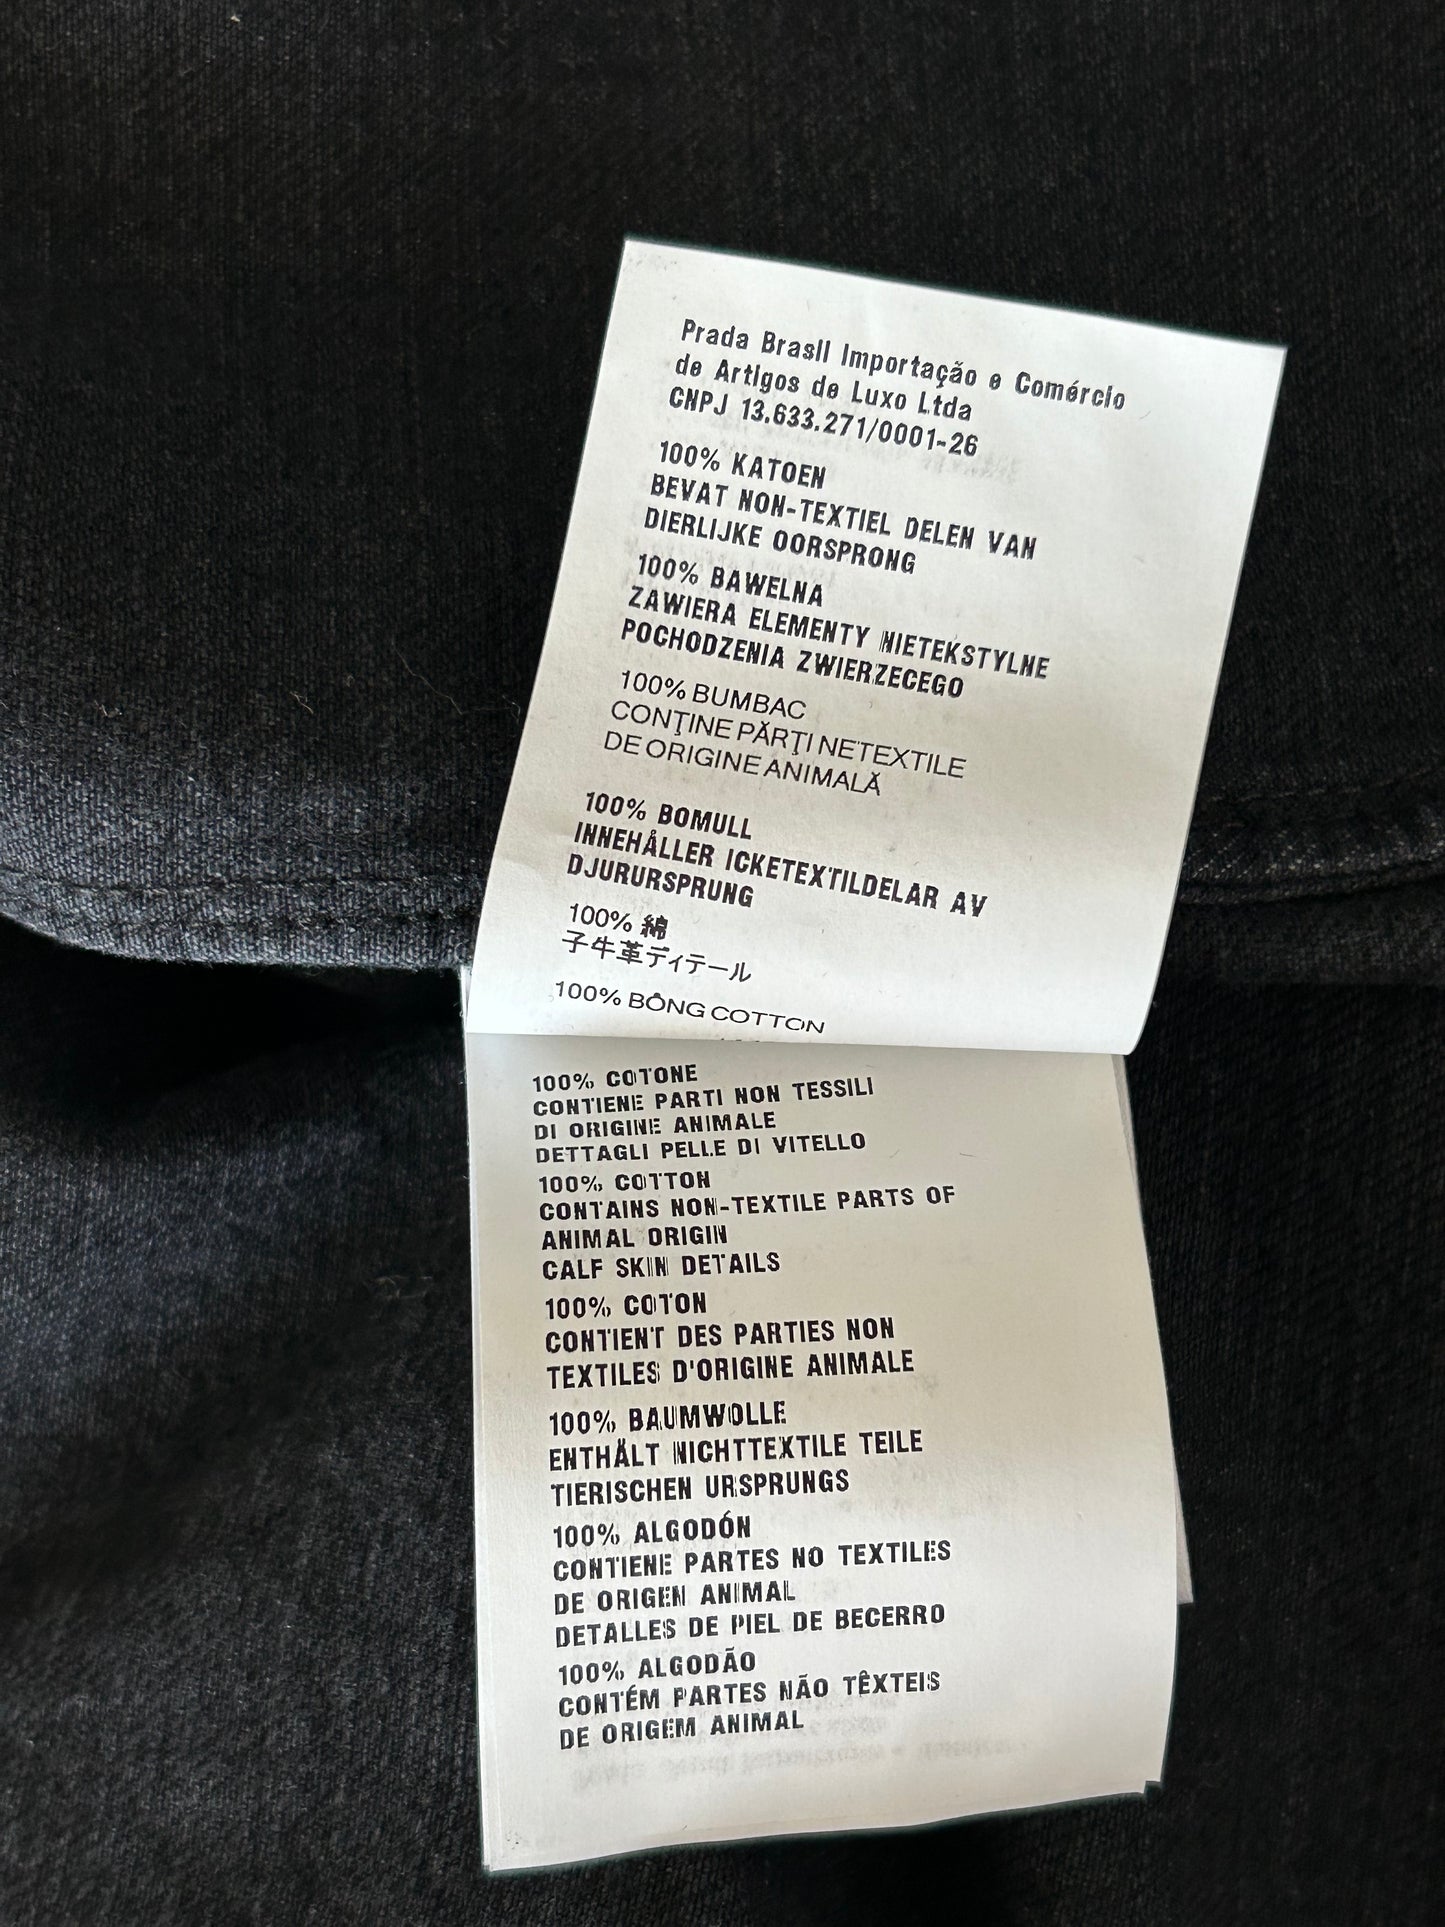 Prada Brasil Importação e Comércio
de Artigos de Luxo Ltda
CNPJ 13.633.271/0001-26
100% KATOEN
BEVAT NON-TEXTIEL DELEN VAN
DIERLIJKE OORSPRONG
100% BAWELNA
ZAWIERA ELEMENTY NIETEKSTYLNE
POCHODZENIA ZWIERZECEGO
100% BUMBAC
CONŢINE PĂRŢI NETEXTILE
DE ORIGINE ANIMALĂ
100% BOMULL
INNEHÅLLER ICKETEXTILDELAR AV
DJURURSPRUNG
100% 綿
子牛革ディテール
100% BÔNG COTTON
100% COTONE
CONTIENE PARTI NON TESSILI
DI ORIGINE ANIMALE
DETTAGLI PELLE DI VITELLO
100% COTTON
CONTAINS NON-TEXTILE PARTS OF
ANIMAL ORIGIN
CALF SKIN DETAILS
100% COTON
CONTIENT DES PARTIES NON
TEXTILES D'ORIGINE ANIMALE
100% BAUMWOLLE
ENTHÄLT NICHTTEXTILE TEILE
TIERISCHEN URSPRUNGS
100% ALGODÓN
CONTIENE PARTES NO TEXTILES
DE ORIGEN ANIMAL
DETALLES DE PIEL DE BECERRO
100% ALGODÃO
CONTÉM PARTES NÃO TÊXTEIS
DE ORIGEM ANIMAL